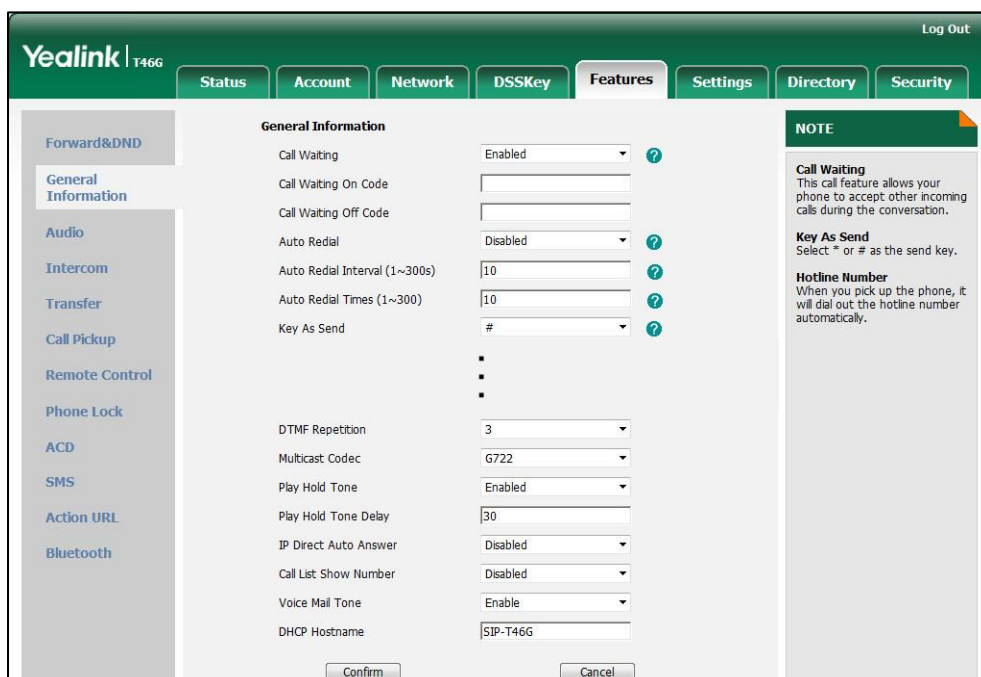 Log Out
Yealink T46G
Status Account Network DSSKey Features Settings Directory Security
Forward&DND
General
Information
Audio
Intercom
Transfer
Call Pickup
Remote Control
Phone Lock
ACD
SMS
Action URL
Bluetooth
General Information
Call Waiting Enabled ?
Call Waiting On Code
Call Waiting Off Code
Auto Redial Disabled ?
Auto Redial Interval (1~300s) 10 ?
Auto Redial Times (1~300) 10 ?
Key As Send # ?
DTMF Repetition 3
Multicast Codec G722
Play Hold Tone Enabled
Play Hold Tone Delay 30
IP Direct Auto Answer Disabled
Call List Show Number Disabled
Voice Mail Tone Enable
DHCP Hostname SIP-T46G
Confirm Cancel
NOTE
Call Waiting
This call feature allows your
phone to accept other incoming
calls during the conversation.
Key As Send
Select * or # as the send key.
Hotline Number
When you pick up the phone, it
will dial out the hotline number
automatically.